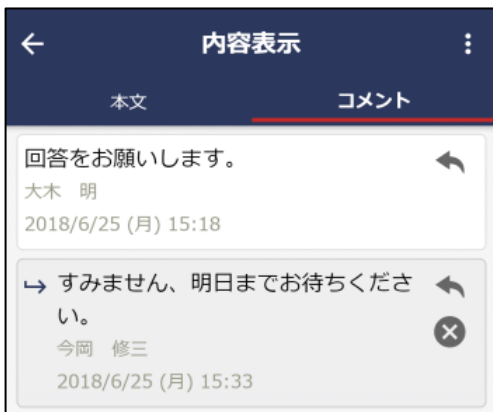 内容表示
本文 コメント
回答をお願いします。
大木 明
2018/6/25 (月) 15:18
すみません、明日までお待ちくださ
い。
今岡 修三
2018/6/25 (月) 15:33